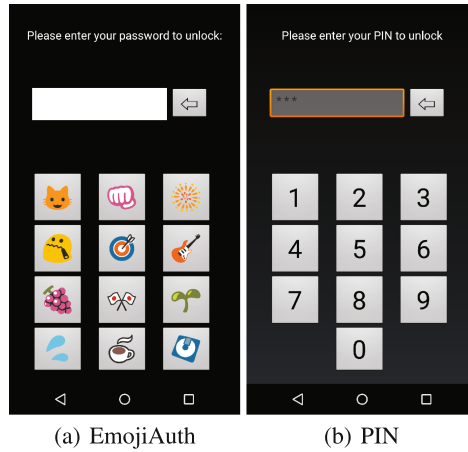 Please enter your password to unlock:
Please enter your PIN to unlock
***
1 2 3
4 5 6
7 8 9
0
(a) EmojiAuth
(b) PIN